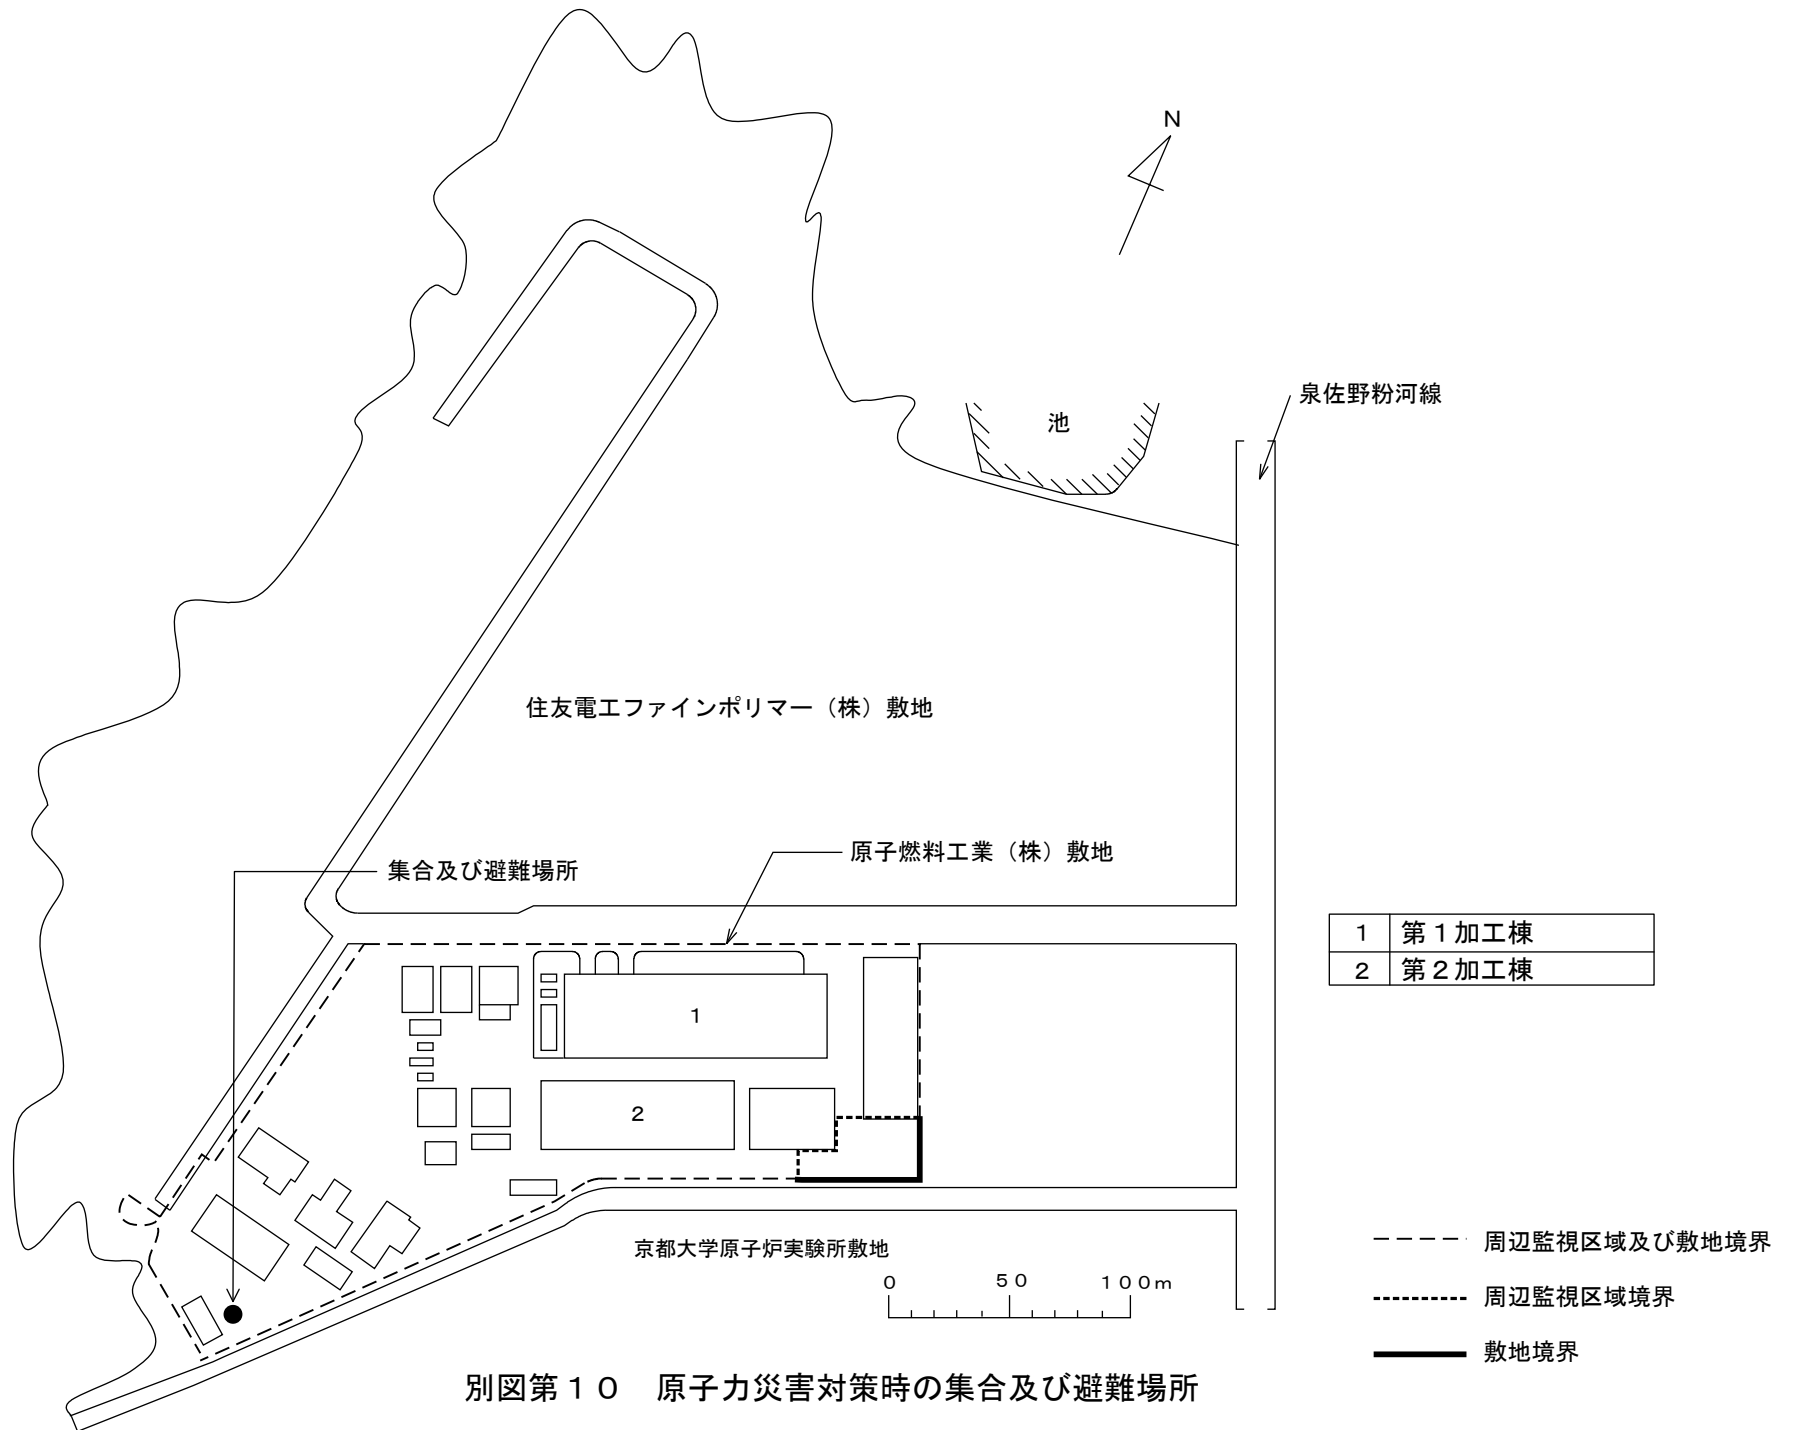 N
泉佐野粉河線
池
住友電工ファインポリマー（株）敷地
原子燃料工業（株）敷地
集合及び避難場所
1 第１加工棟
2 第２加工棟
1
2
京都大学原子炉実験所敷地
0 50 100m
周辺監視区域及び敷地境界
周辺監視区域境界
敷地境界
別図第１０　原子力災害対策時の集合及び避難場所